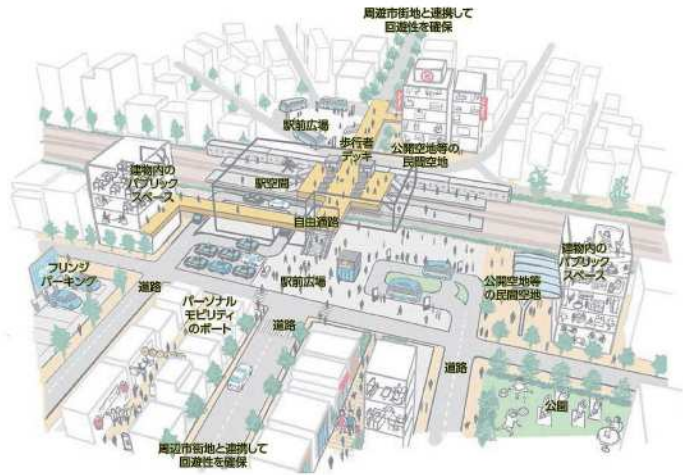 周遊市街地と連携して
回遊性を確保
駅前広場
歩行者
デッキ
公開空地等の
民間空地
建物内の
パブリック
スペース
駅空間
自由通路
建物内の
パブリック
スペース
フリンジ
パーキング
道路
駅前広場
公開空地等
の民間空地
パーソナル
モビリティ
のポート
道路
道路
公園
周辺市街地と連携して
回遊性を確保